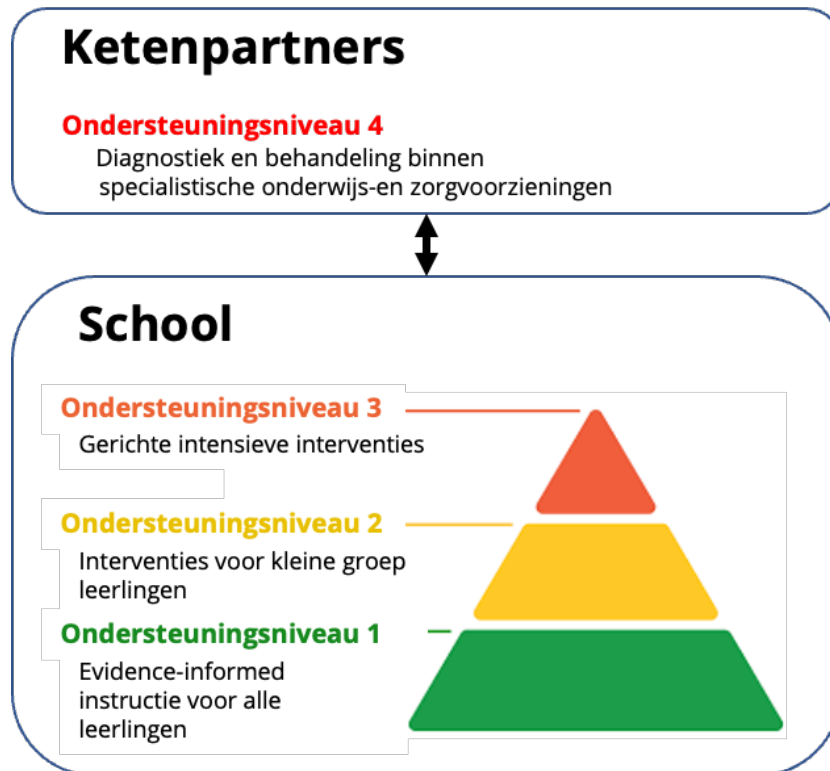 Ketenpartners
Ondersteuningsniveau 4
Diagnostiek en behandeling binnen
specialistische onderwijs-en zorgvoorzieningen
School
Ondersteuningsniveau 3
Gerichte intensieve interventies
Ondersteuningsniveau 2
Interventies voor kleine groep
leerlingen
Ondersteuningsniveau 1
Evidence-informed
instructie voor alle
leerlingen